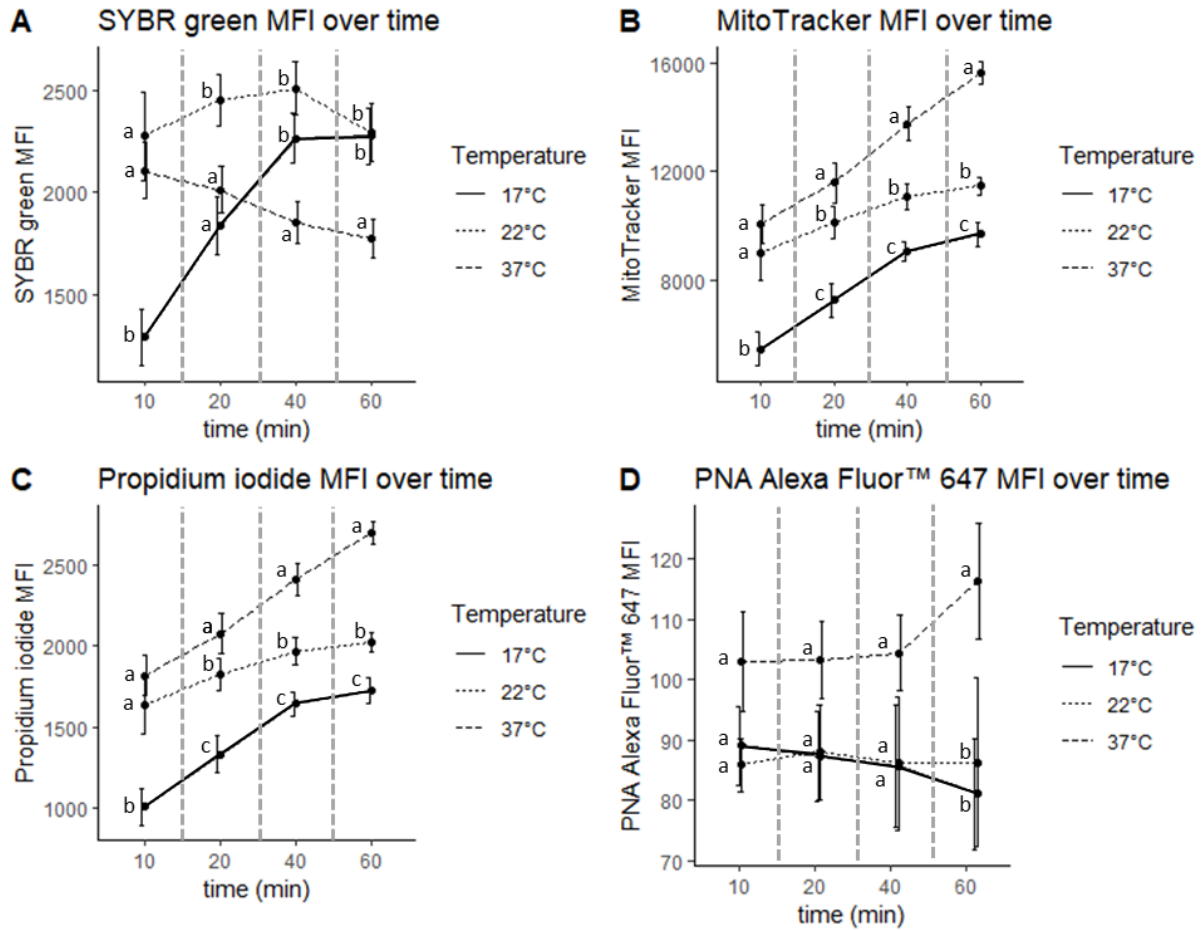 A SYBR green MFI over time
SYBR green MFI
2500
2000
1500
a
a
b
b
a
a
b
b
a
b
b
a
10 20 40 60
time (min)
Temperature
17°C
22°C
37°C
B MitoTracker MFI over time
MitoTracker MFI
16000
12000
8000
a
a
b
a
b
c
a
b
c
a
b
c
10 20 40 60
time (min)
Temperature
17°C
22°C
37°C
C Propidium iodide MFI over time
Propidium iodide MFI
2500
2000
1500
1000
a
a
b
a
b
c
a
b
c
a
b
c
10 20 40 60
time (min)
Temperature
17°C
22°C
37°C
D PNA Alexa Fluor™ 647 MFI over time
PNA Alexa Fluor™ 647 MFI
120
110
100
90
80
70
a
a
a
a
a
a
a
a
a
a
b
b
10 20 40 60
time (min)
Temperature
17°C
22°C
37°C